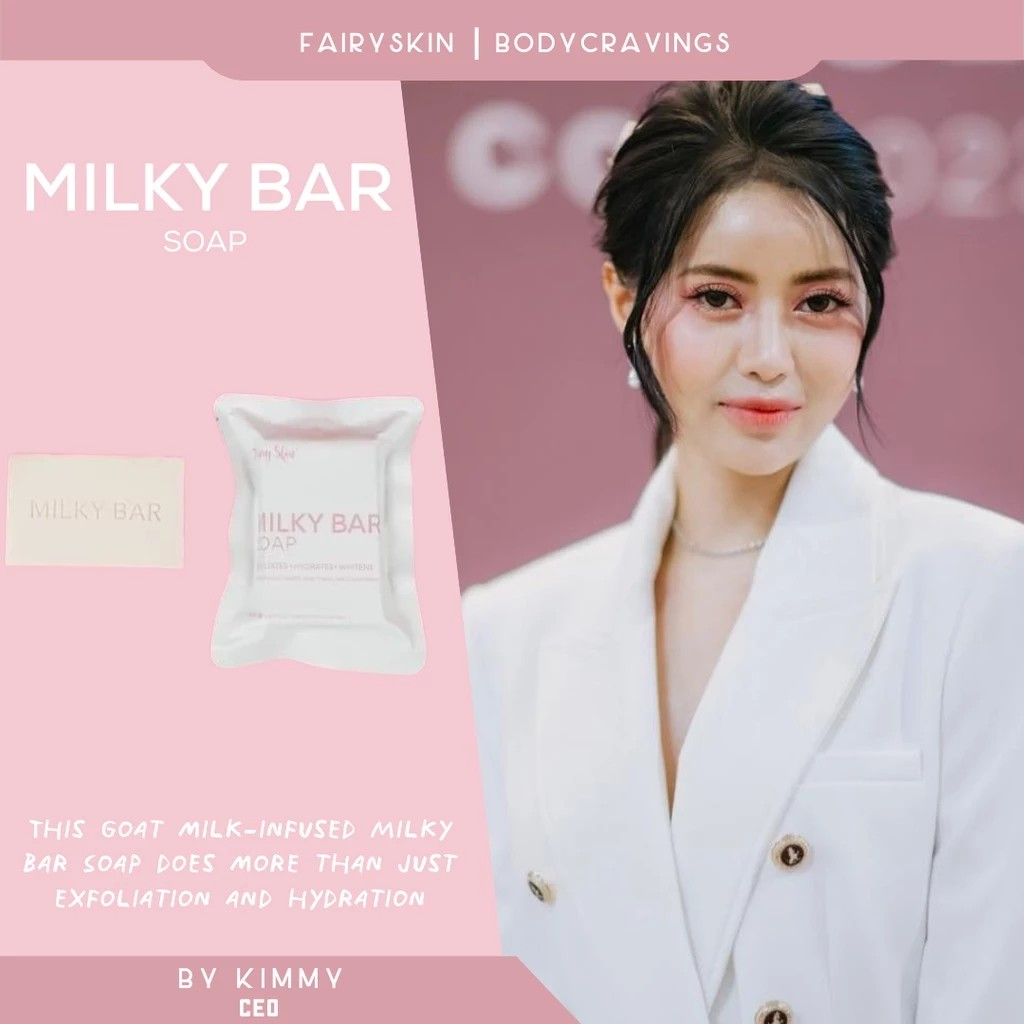 FAIRYSKIN | BODYCRAVINGS
MILKY BAR
SOAP
MILKY BAR
MILKY BAR
OAP
THIS GOAT MILK-INFUSED MILKY
BAR SOAP DOES MORE THAN JUST
EXFOLIATION AND HYDRATION
BY KIMMY
CEO